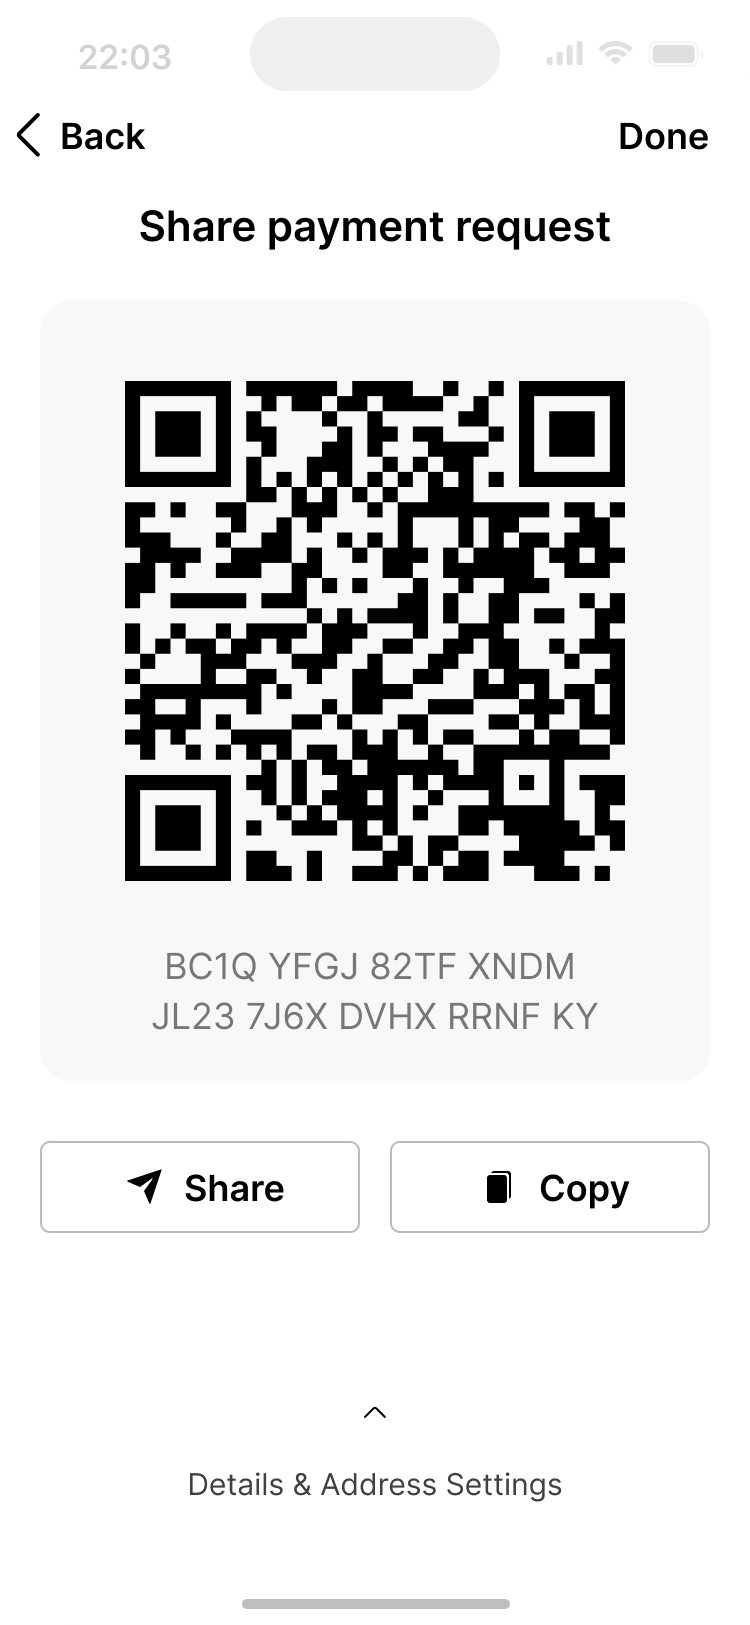 22:03
Back
Done
Share payment request
BC1Q YFGJ 82TF XNDM
JL23 7J6X DVHX RRNF KY
Share
Copy
Details & Address Settings